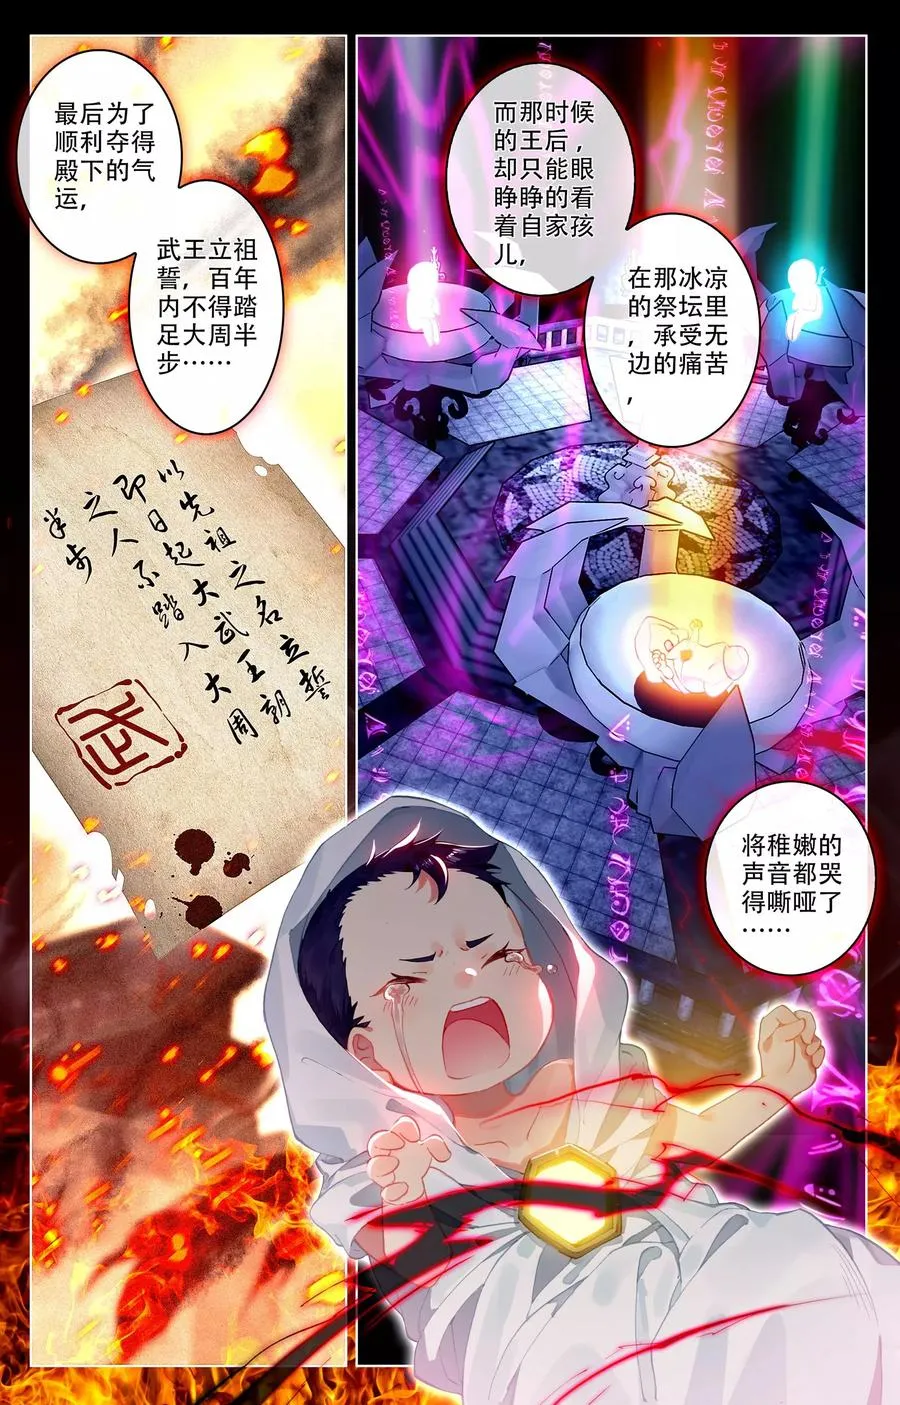 最后为了
顺利夺得
殿下的气
运,
武王立祖
誓，百年
内不得踏
足大周半
步……
以先祖之名立誓
即日起大武王朝
之人不踏入大周
半步
武
而那时候
的王后，
却只能眼
睁睁的看
着自家孩
儿,
在那冰凉
的祭坛里
，承受无
边的痛苦
,
将稚嫩的
声音都哭
得嘶哑了
……